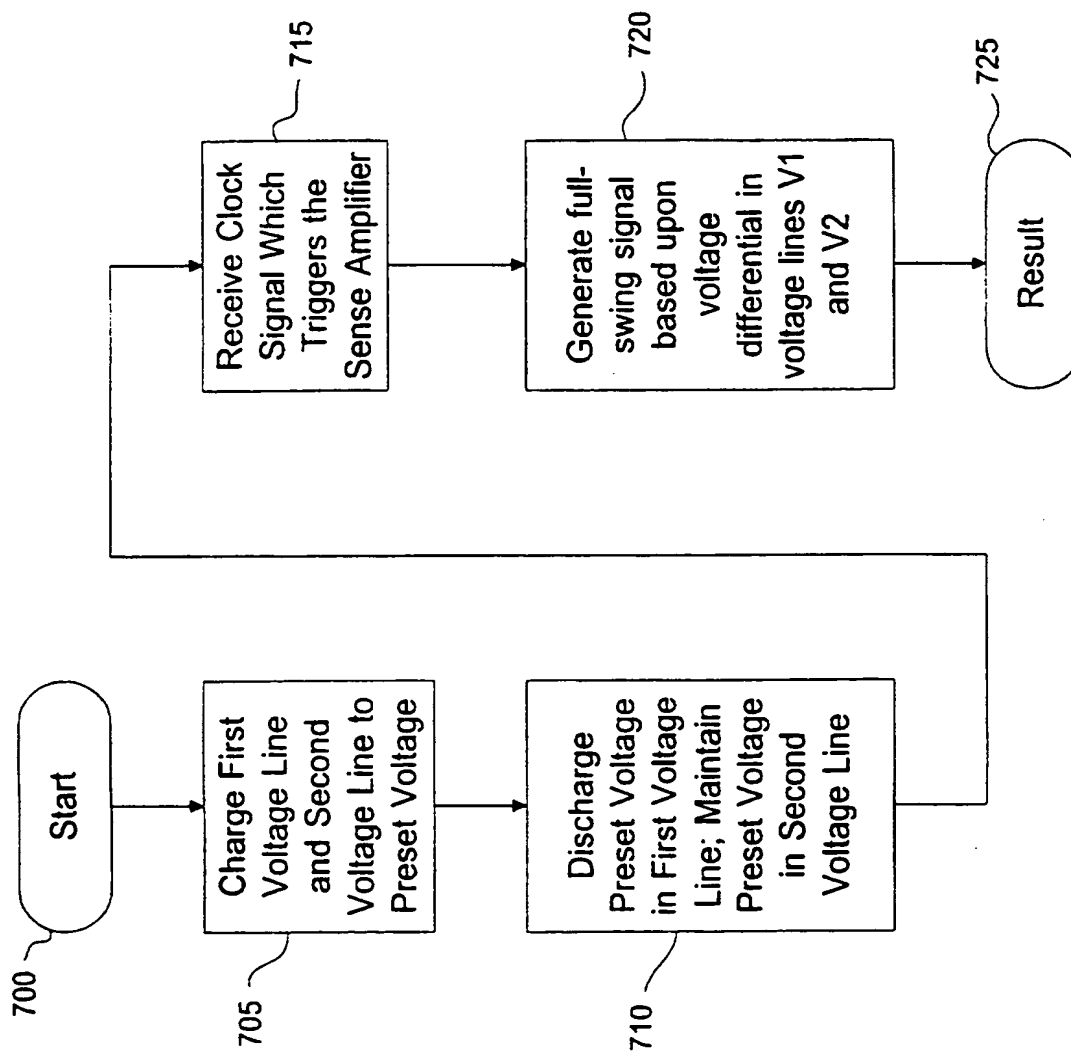 Start
700
Charge First
Voltage Line
and Second
Voltage Line to
Preset Voltage
705
Discharge
Preset Voltage
in First Voltage
Line; Maintain
Preset Voltage
in Second
Voltage Line
710
Receive Clock
Signal Which
Triggers the
Sense Amplifier
715
Generate full-
swing signal
based upon
voltage
differential in
voltage lines V1
and V2
720
Result
725